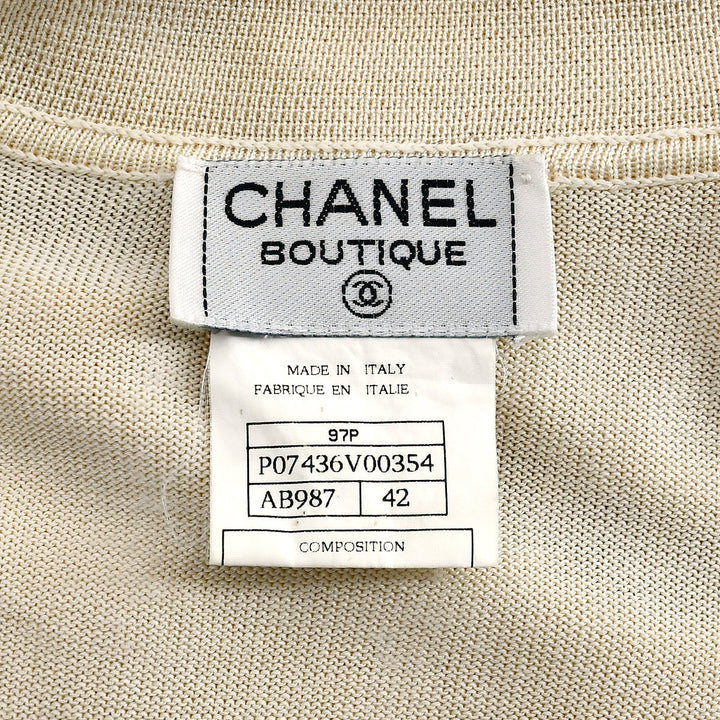 CHANEL
BOUTIQUE
MADE IN ITALY
FABRIQUE EN ITALIE
97P
P07436V00354
AB987 42
COMPOSITION